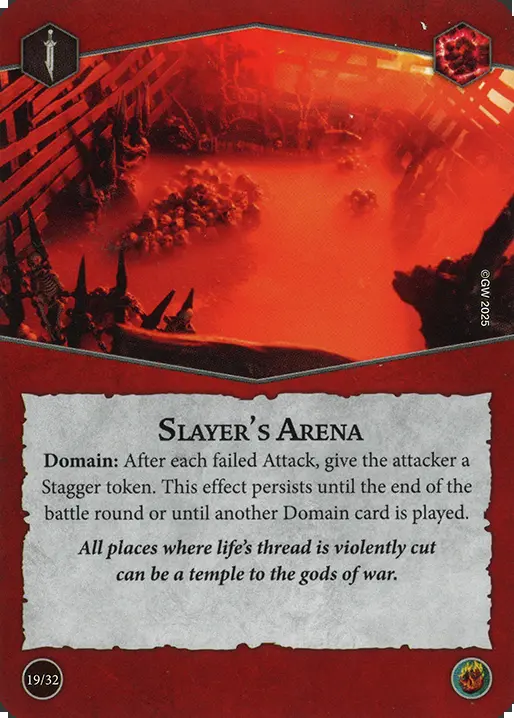 ©GW 2025
SLAYER'S ARENA
Domain: After each failed Attack, give the attacker a
Stagger token. This effect persists until the end of the
battle round or until another Domain card is played.
All places where life's thread is violently cut
can be a temple to the gods of war.
19/32